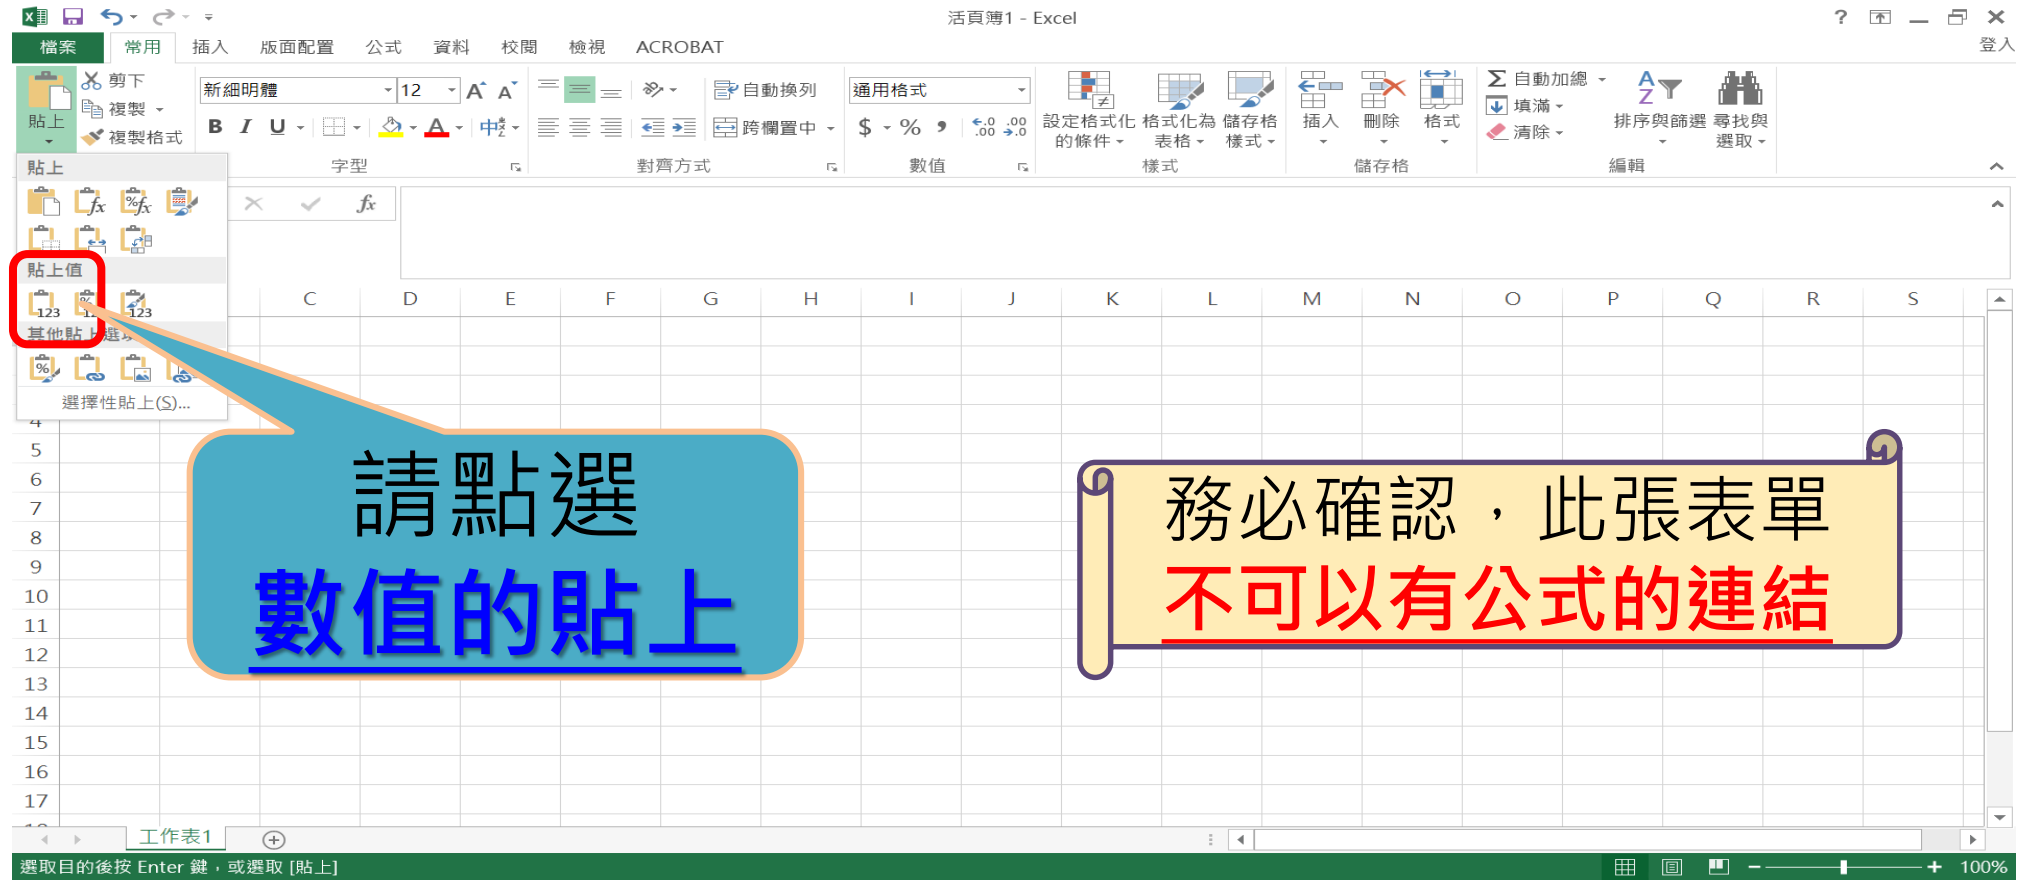 活頁簿1 - Excel
登入
檔案 常用 插入 版面配置 公式 資料 校閱 檢視 ACROBAT
貼上
剪下
複製
複製格式
新細明體 12
B I U
中
字型
自動換列
跨欄置中
對齊方式
通用格式
$ % ,
數值
設定格式化的條件
格式化為表格
儲存格樣式
樣式
插入 刪除 格式
儲存格
自動加總
填滿
清除
排序與篩選
尋找與選取
編輯
貼上
fx
貼上值
123
其他貼上選
選擇性貼上(S)...
C D E F G H I J K L M N O P Q R S
4
5
6
7
8
9
10
11
12
13
14
15
16
17
請點選
數值的貼上
務必確認，此張表單
不可以有公式的連結
工作表1
選取目的後按 Enter 鍵，或選取 [貼上]
100%